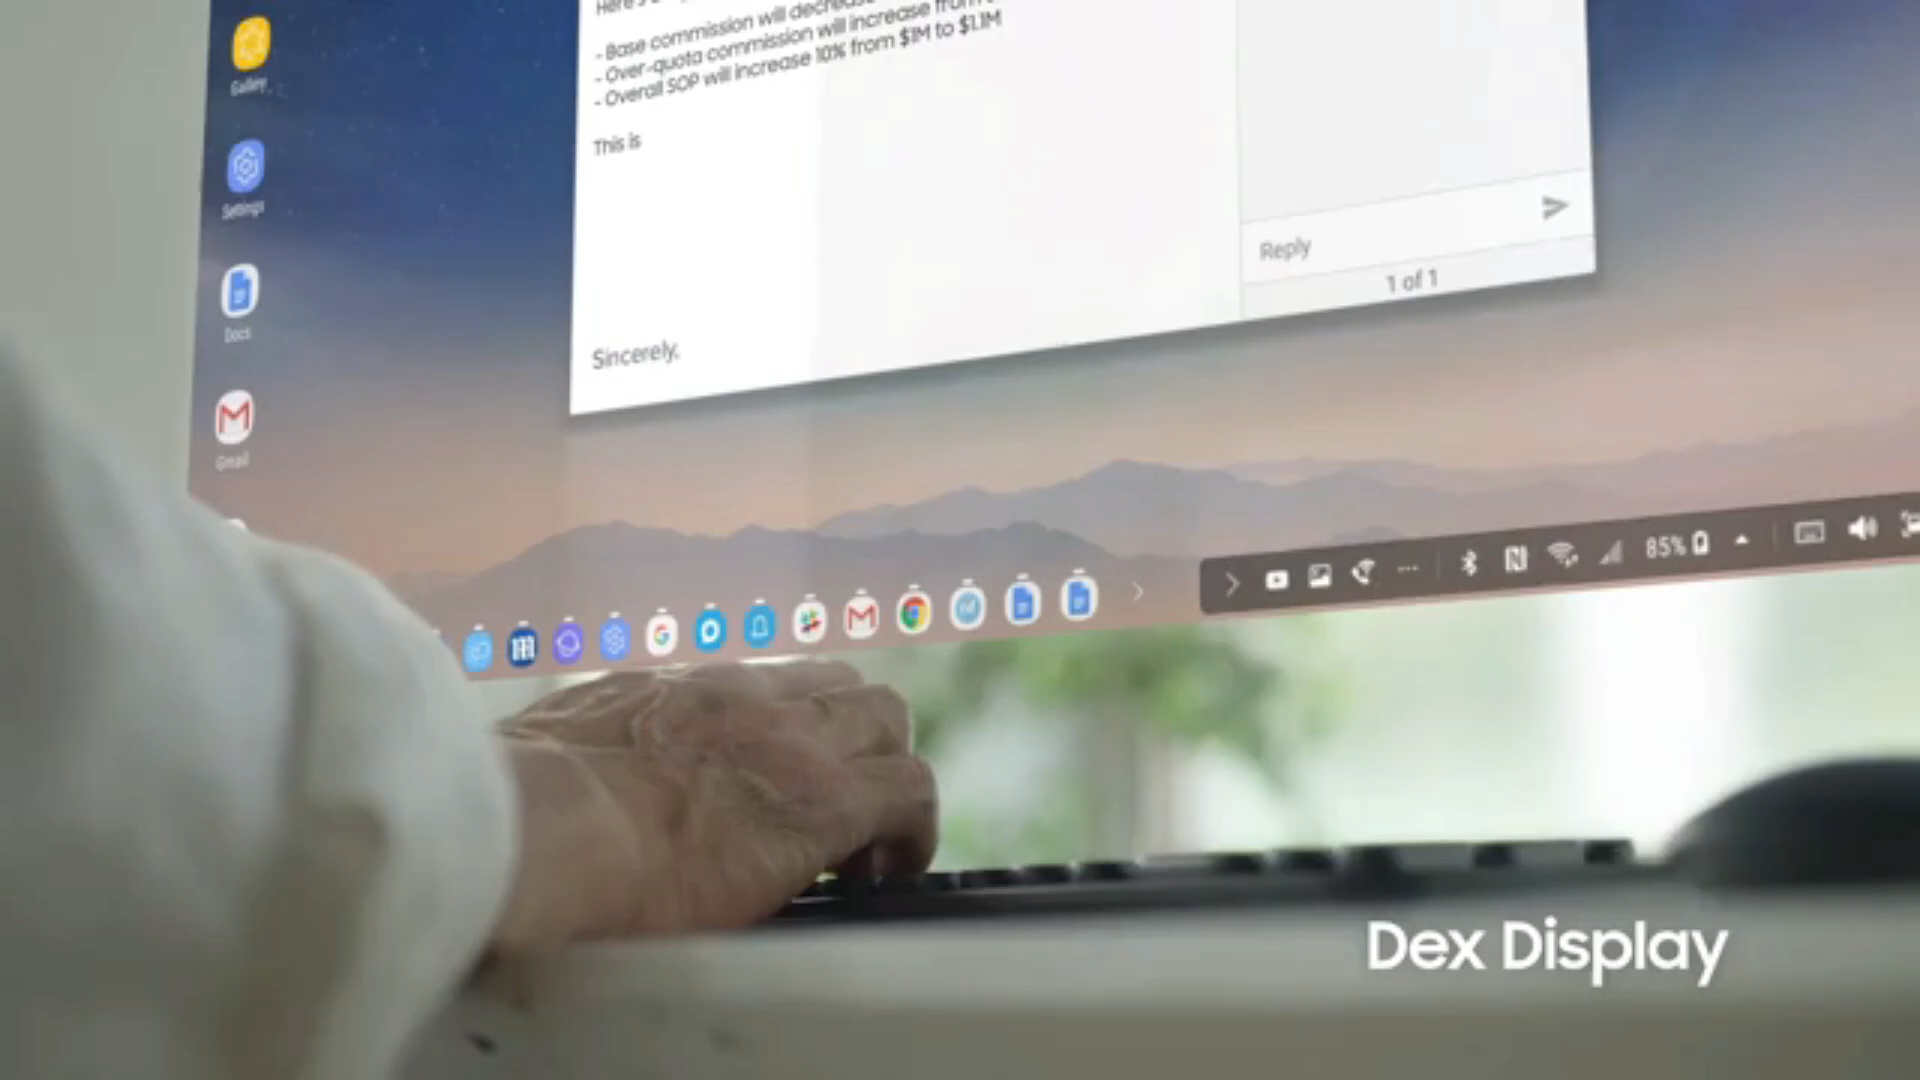 Here's
- Base commission will decrease
- Over-quota commission will increase from
- Overall SOP will increase 10% from $1M to $1.1M
This is
Sincerely,
Reply
1 of 1
Gallery
Settings
Docs
Gmail
85%
Dex Display